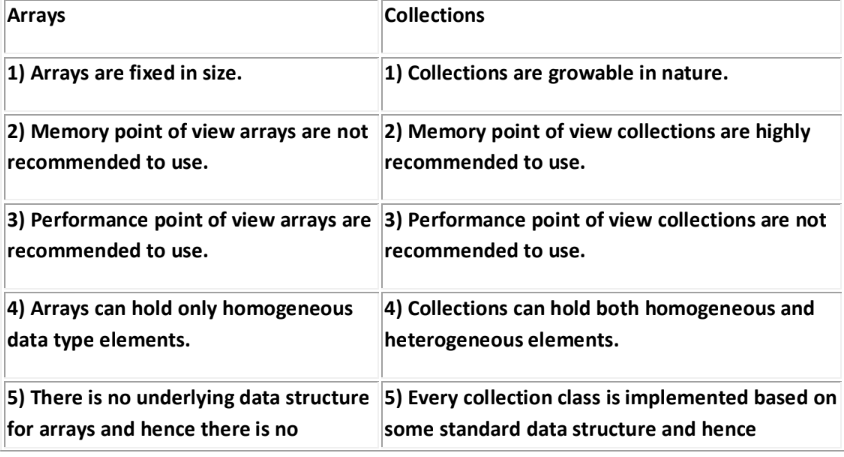 Arrays
Collections
1) Arrays are fixed in size.
1) Collections are growable in nature.
2) Memory point of view arrays are not
recommended to use.
2) Memory point of view collections are highly
recommended to use.
3) Performance point of view arrays are
recommended to use.
3) Performance point of view collections are not
recommended to use.
4) Arrays can hold only homogeneous
data type elements.
4) Collections can hold both homogeneous and
heterogeneous elements.
5) There is no underlying data structure
for arrays and hence there is no
5) Every collection class is implemented based on
some standard data structure and hence